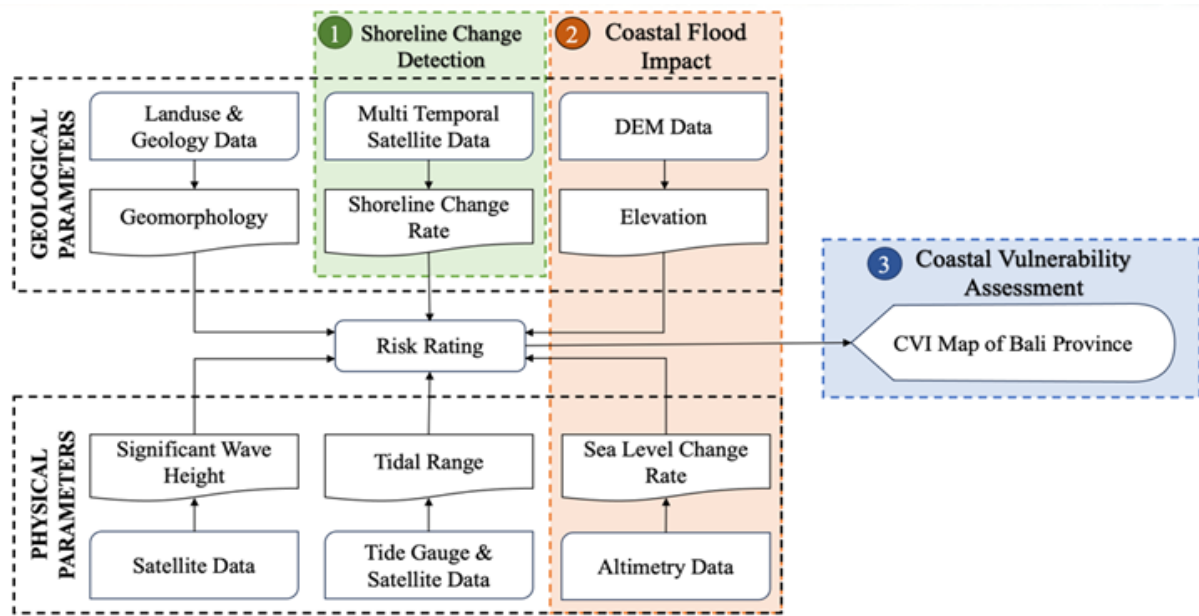 1
Shoreline Change
Detection
2
Coastal Flood
Impact
GEOLOGICAL
PARAMETERS
Landuse &
Geology Data
Multi Temporal
Satellite Data
DEM Data
Geomorphology
Shoreline Change
Rate
Elevation
3
Coastal Vulnerability
Assessment
Risk Rating
CVI Map of Bali Province
PHYSICAL
PARAMETERS
Significant Wave
Height
Tidal Range
Sea Level Change
Rate
Satellite Data
Tide Gauge &
Satellite Data
Altimetry Data